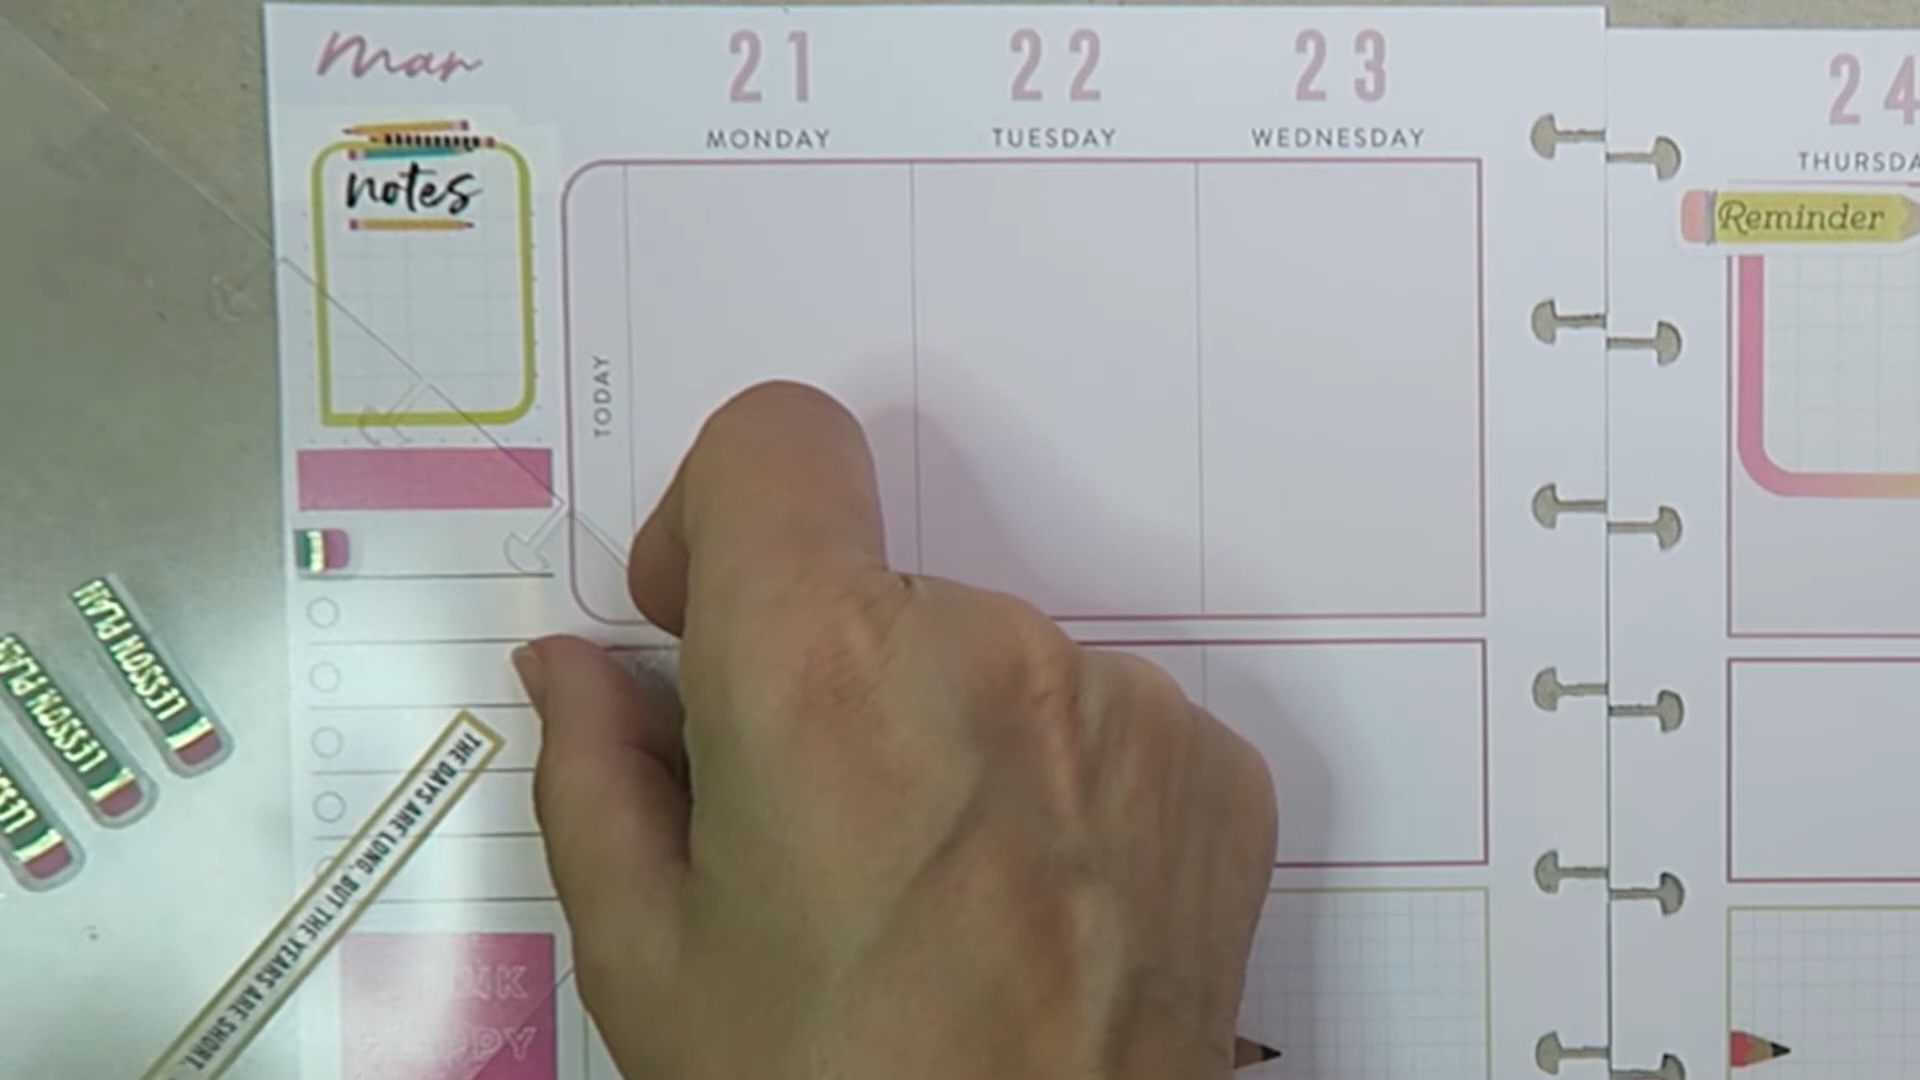 Mar
21
22
23
24
MONDAY
TUESDAY
WEDNESDAY
notes
Reminder
TODAY
LESSON PLAN
LESSON PLAN
THE DAYS ARE LONG, BUT THE YEARS ARE SHORT.